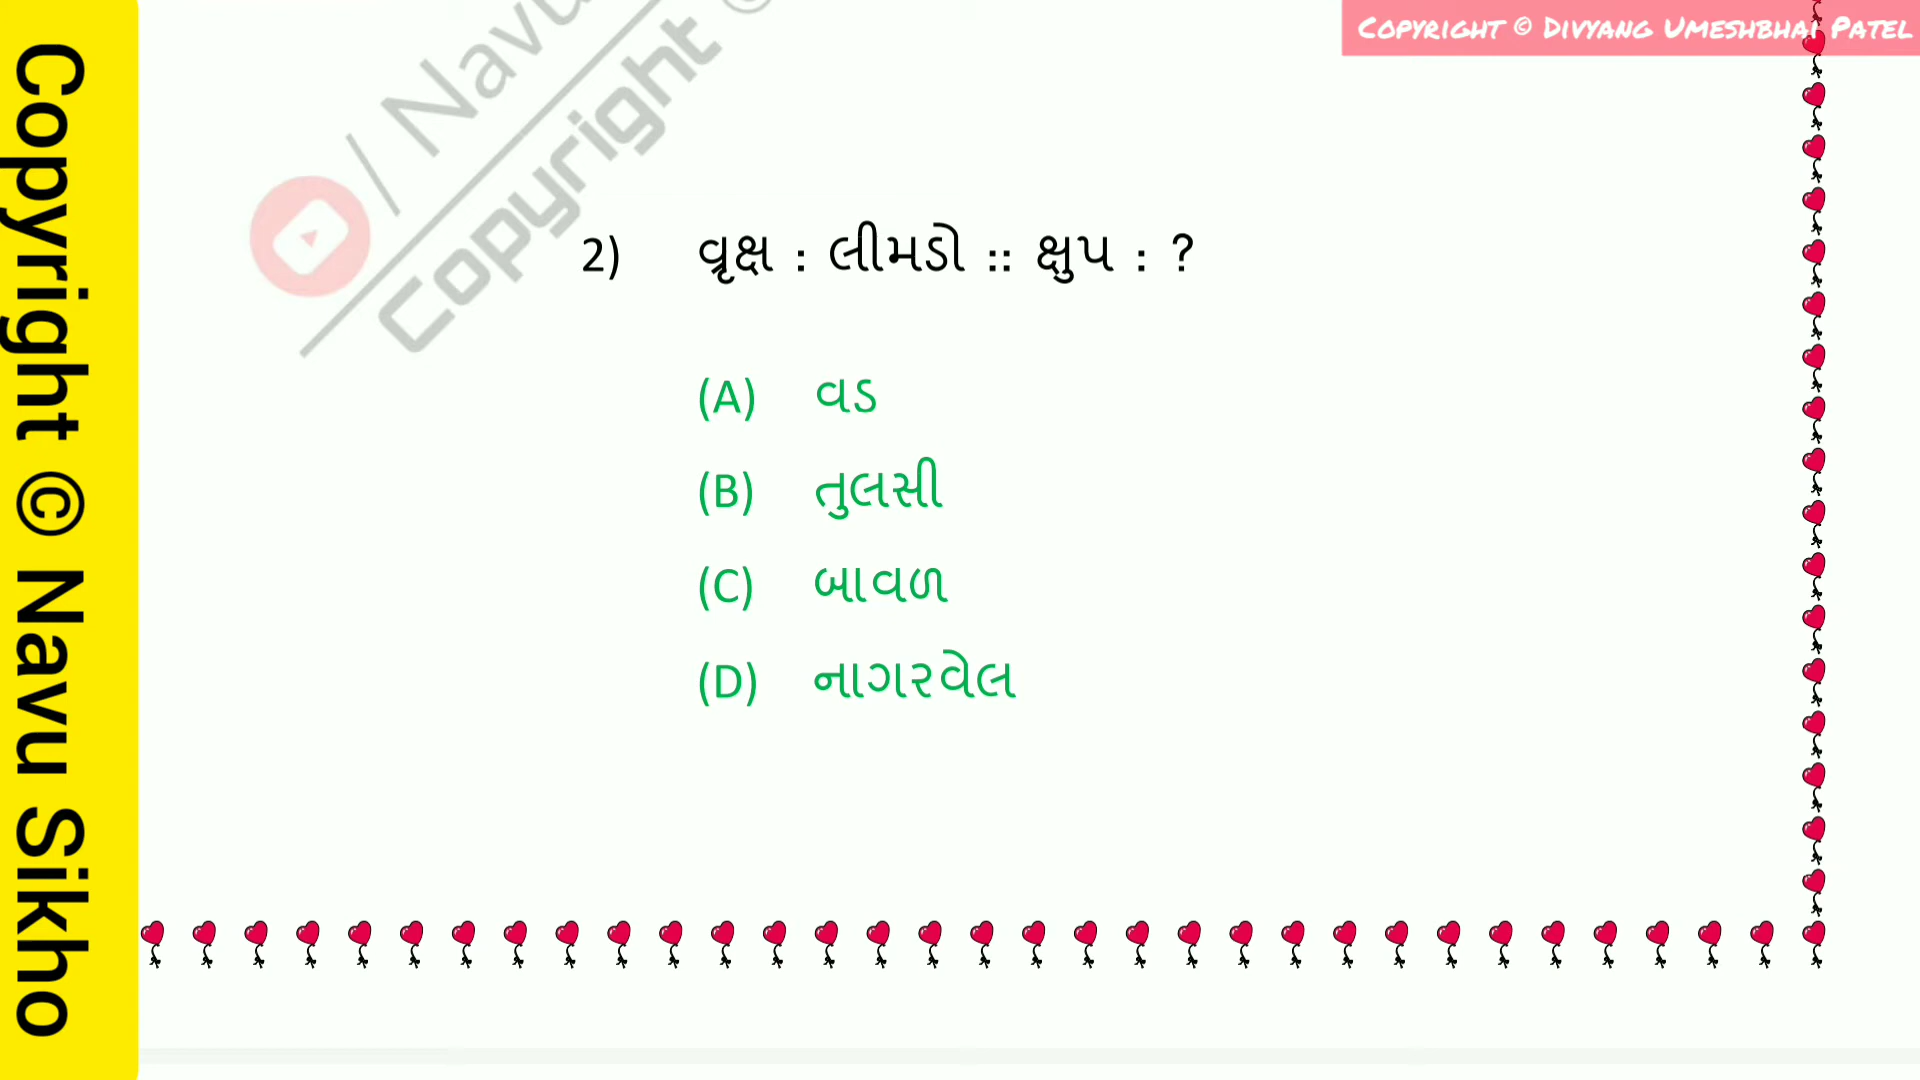 Copyright © Navu Sikho
Copyright © Divyang Umeshbhai Patel
/ Navu
Copyright ©
2) વૃક્ષ : લીમડો :: ક્ષુપ : ?
(A) વડ
(B) તુલસી
(C) બાવળ
(D) નાગરવેલ